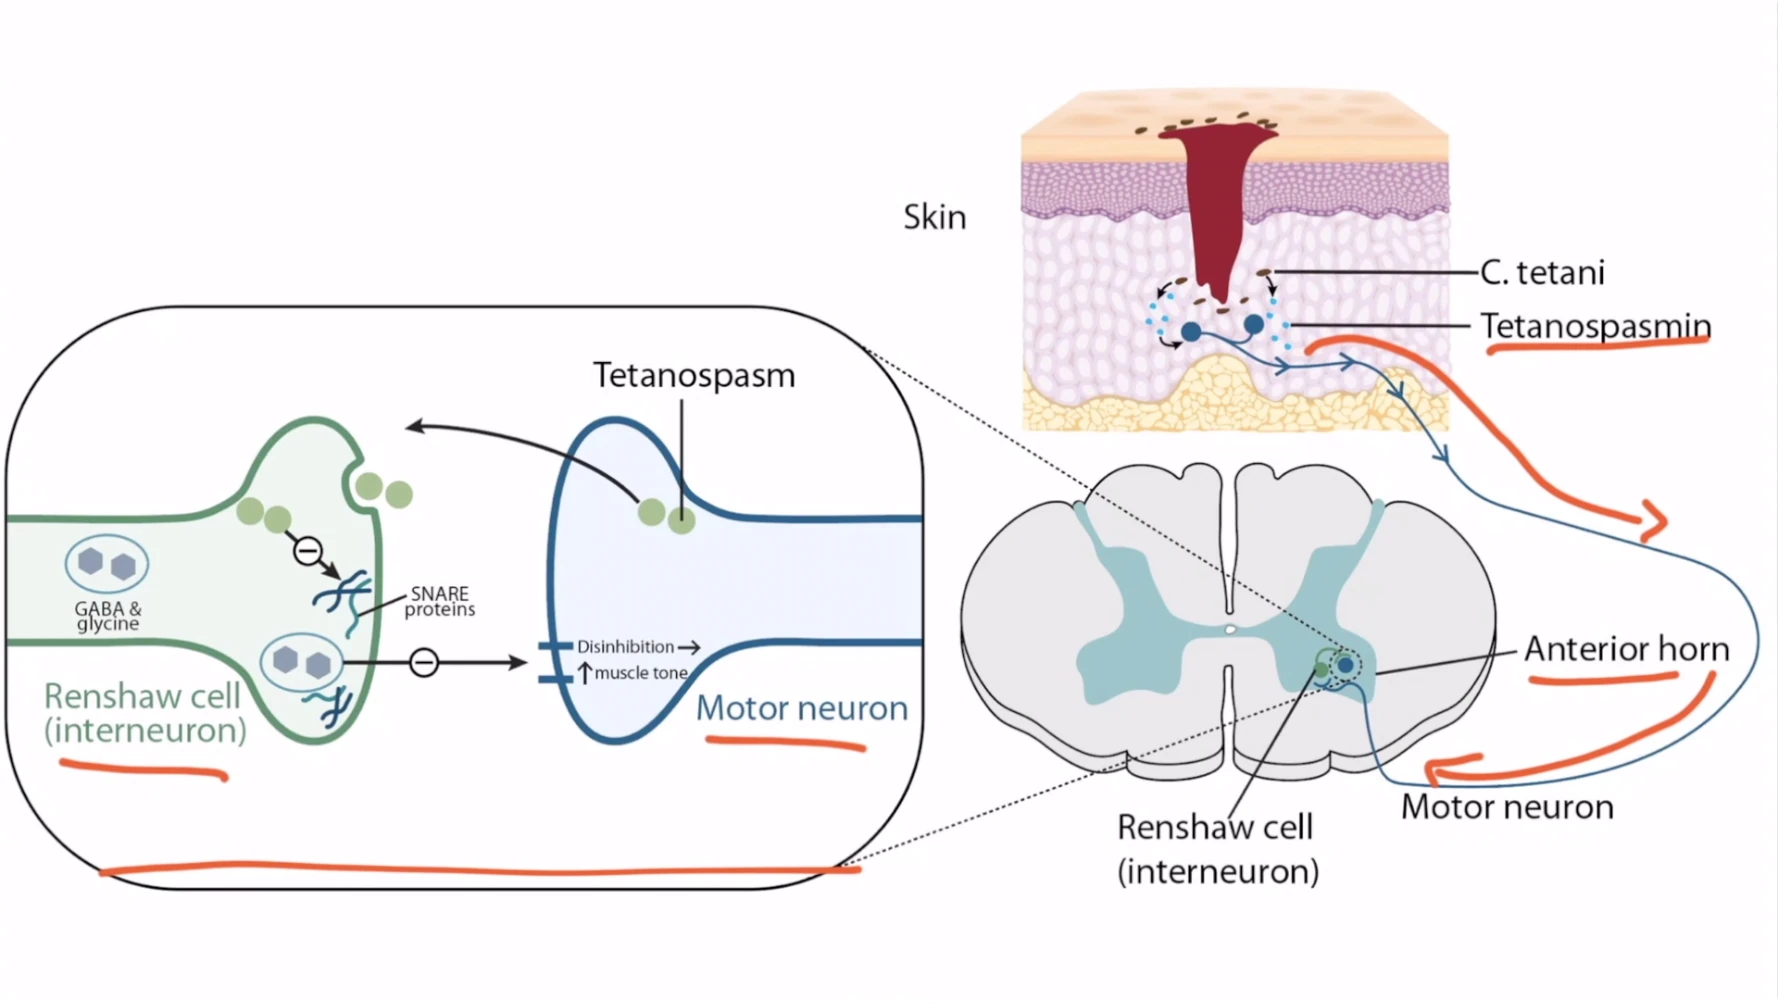 Skin
C. tetani
Tetanospasmin
Tetanospasm
GABA &
glycine
SNARE
proteins
Disinhibition →
↑ muscle tone
Renshaw cell
(interneuron)
Motor neuron
Anterior horn
Motor neuron
Renshaw cell
(interneuron)